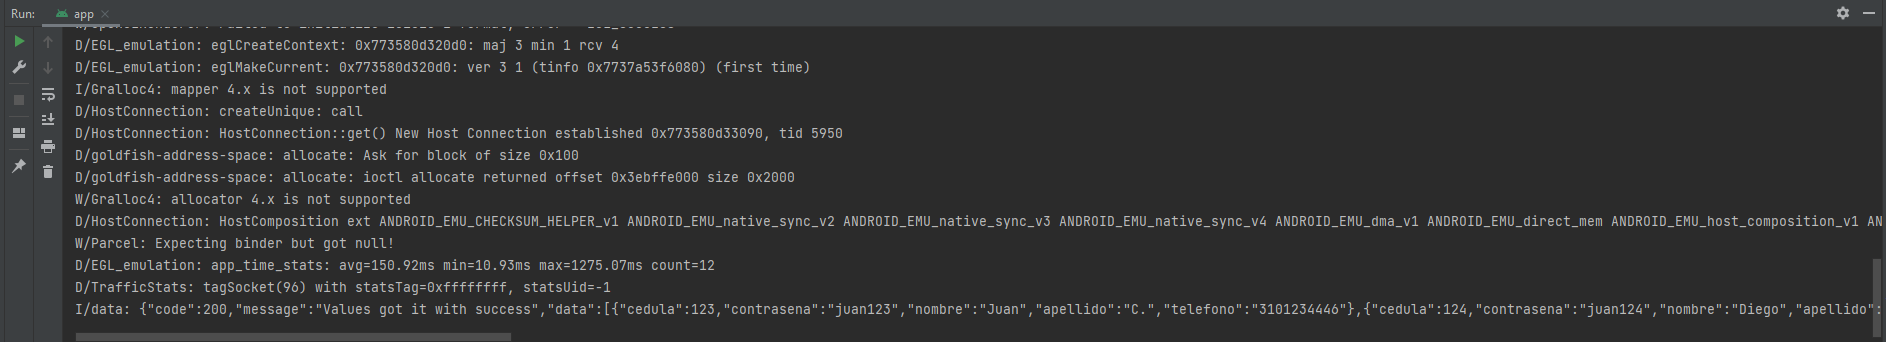 Run: app
D/EGL_emulation: eglCreateContext: 0x773580d320d0: maj 3 min 1 rcv 4
D/EGL_emulation: eglMakeCurrent: 0x773580d320d0: ver 3 1 (tinfo 0x7737a53f6080) (first time)
I/Gralloc4: mapper 4.x is not supported
D/HostConnection: createUnique: call
D/HostConnection: HostConnection::get() New Host Connection established 0x773580d33090, tid 5950
D/goldfish-address-space: allocate: Ask for block of size 0x100
D/goldfish-address-space: allocate: ioctl allocate returned offset 0x3ebffe000 size 0x2000
W/Gralloc4: allocator 4.x is not supported
D/HostConnection: HostComposition ext ANDROID_EMU_CHECKSUM_HELPER_v1 ANDROID_EMU_native_sync_v2 ANDROID_EMU_native_sync_v3 ANDROID_EMU_native_sync_v4 ANDROID_EMU_dma_v1 ANDROID_EMU_direct_mem ANDROID_EMU_host_composition_v1 AN
W/Parcel: Expecting binder but got null!
D/EGL_emulation: app_time_stats: avg=150.92ms min=10.93ms max=1275.07ms count=12
D/TrafficStats: tagSocket(96) with statsTag=0xffffffff, statsUid=-1
I/data: {"code":200,"message":"Values got it with success","data":[{"cedula":123,"contrasena":"juan123","nombre":"Juan","apellido":"C.","telefono":"3101234446"},{"cedula":124,"contrasena":"juan124","nombre":"Diego","apellido":